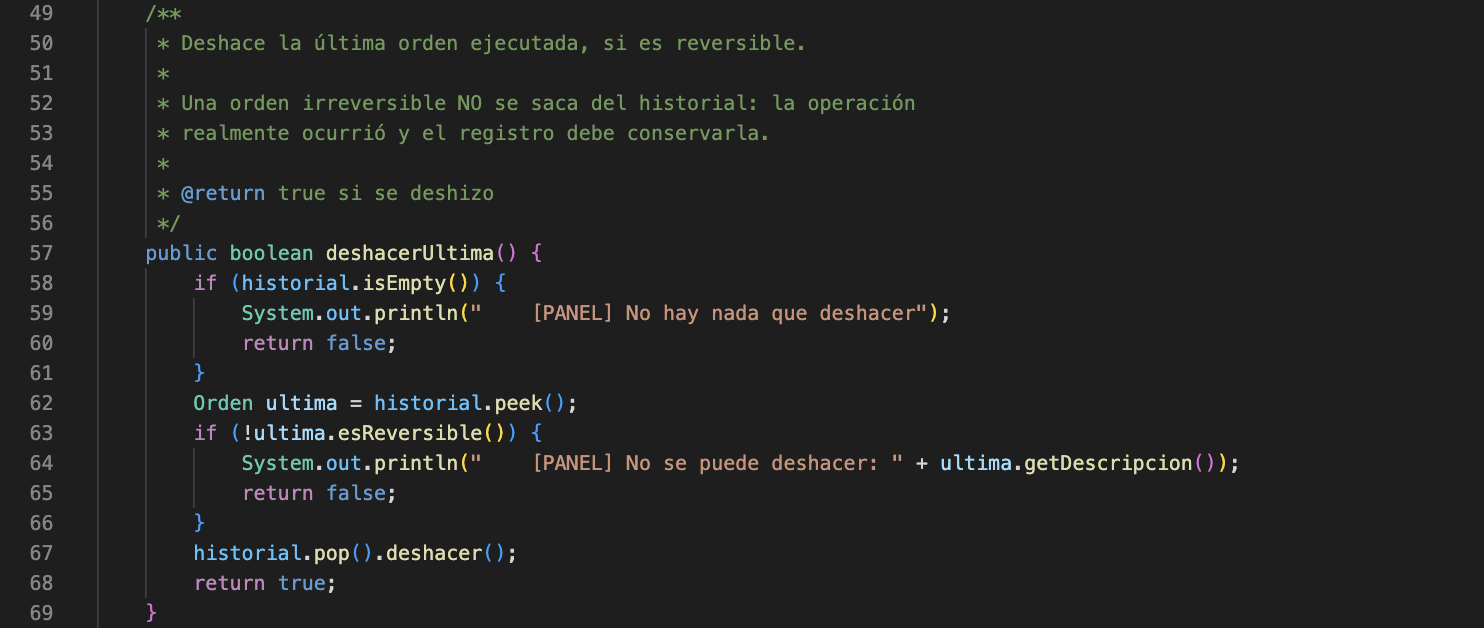 49 /**
50 * Deshace la última orden ejecutada, si es reversible.
51 *
52 * Una orden irreversible NO se saca del historial: la operación
53 * realmente ocurrió y el registro debe conservarla.
54 *
55 * @return true si se deshizo
56 */
57 public boolean deshacerUltima() {
58     if (historial.isEmpty()) {
59         System.out.println("    [PANEL] No hay nada que deshacer");
60         return false;
61     }
62     Orden ultima = historial.peek();
63     if (!ultima.esReversible()) {
64         System.out.println("    [PANEL] No se puede deshacer: " + ultima.getDescripcion());
65         return false;
66     }
67     historial.pop().deshacer();
68     return true;
69 }